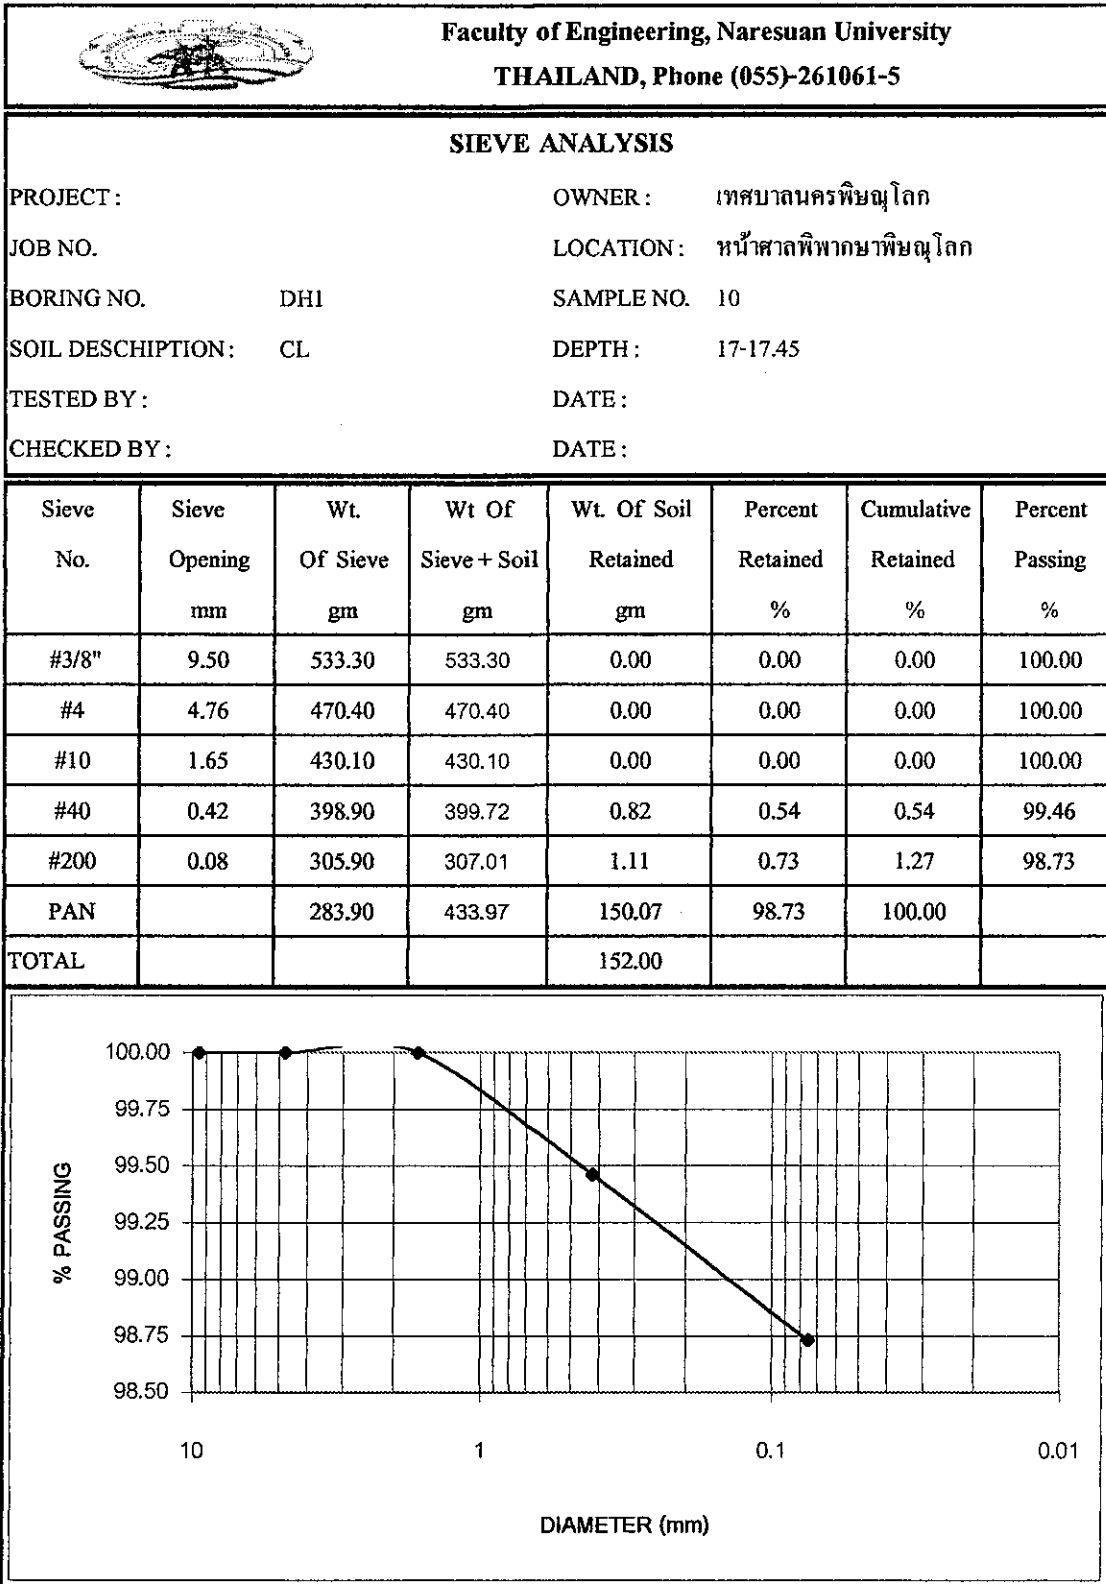 Faculty of Engineering, Naresuan University
THAILAND, Phone (055)-261061-5
SIEVE ANALYSIS
PROJECT : OWNER : เทศบาลนครพิษณุโลก
JOB NO. LOCATION : หน้าศาลพิพากษาพิษณุโลก
BORING NO. DH1 SAMPLE NO. 10
SOIL DESCHIPTION : CL DEPTH : 17-17.45
TESTED BY : DATE :
CHECKED BY : DATE :
Sieve Sieve Wt. Wt Of Wt. Of Soil Percent Cumulative Percent
No. Opening Of Sieve Sieve + Soil Retained Retained Retained Passing
mm gm gm gm % % %
#3/8" 9.50 533.30 533.30 0.00 0.00 0.00 100.00
#4 4.76 470.40 470.40 0.00 0.00 0.00 100.00
#10 1.65 430.10 430.10 0.00 0.00 0.00 100.00
#40 0.42 398.90 399.72 0.82 0.54 0.54 99.46
#200 0.08 305.90 307.01 1.11 0.73 1.27 98.73
PAN 283.90 433.97 150.07 98.73 100.00
TOTAL 152.00
100.00
99.75
99.50
99.25
99.00
98.75
98.50
% PASSING
10 1 0.1 0.01
DIAMETER (mm)